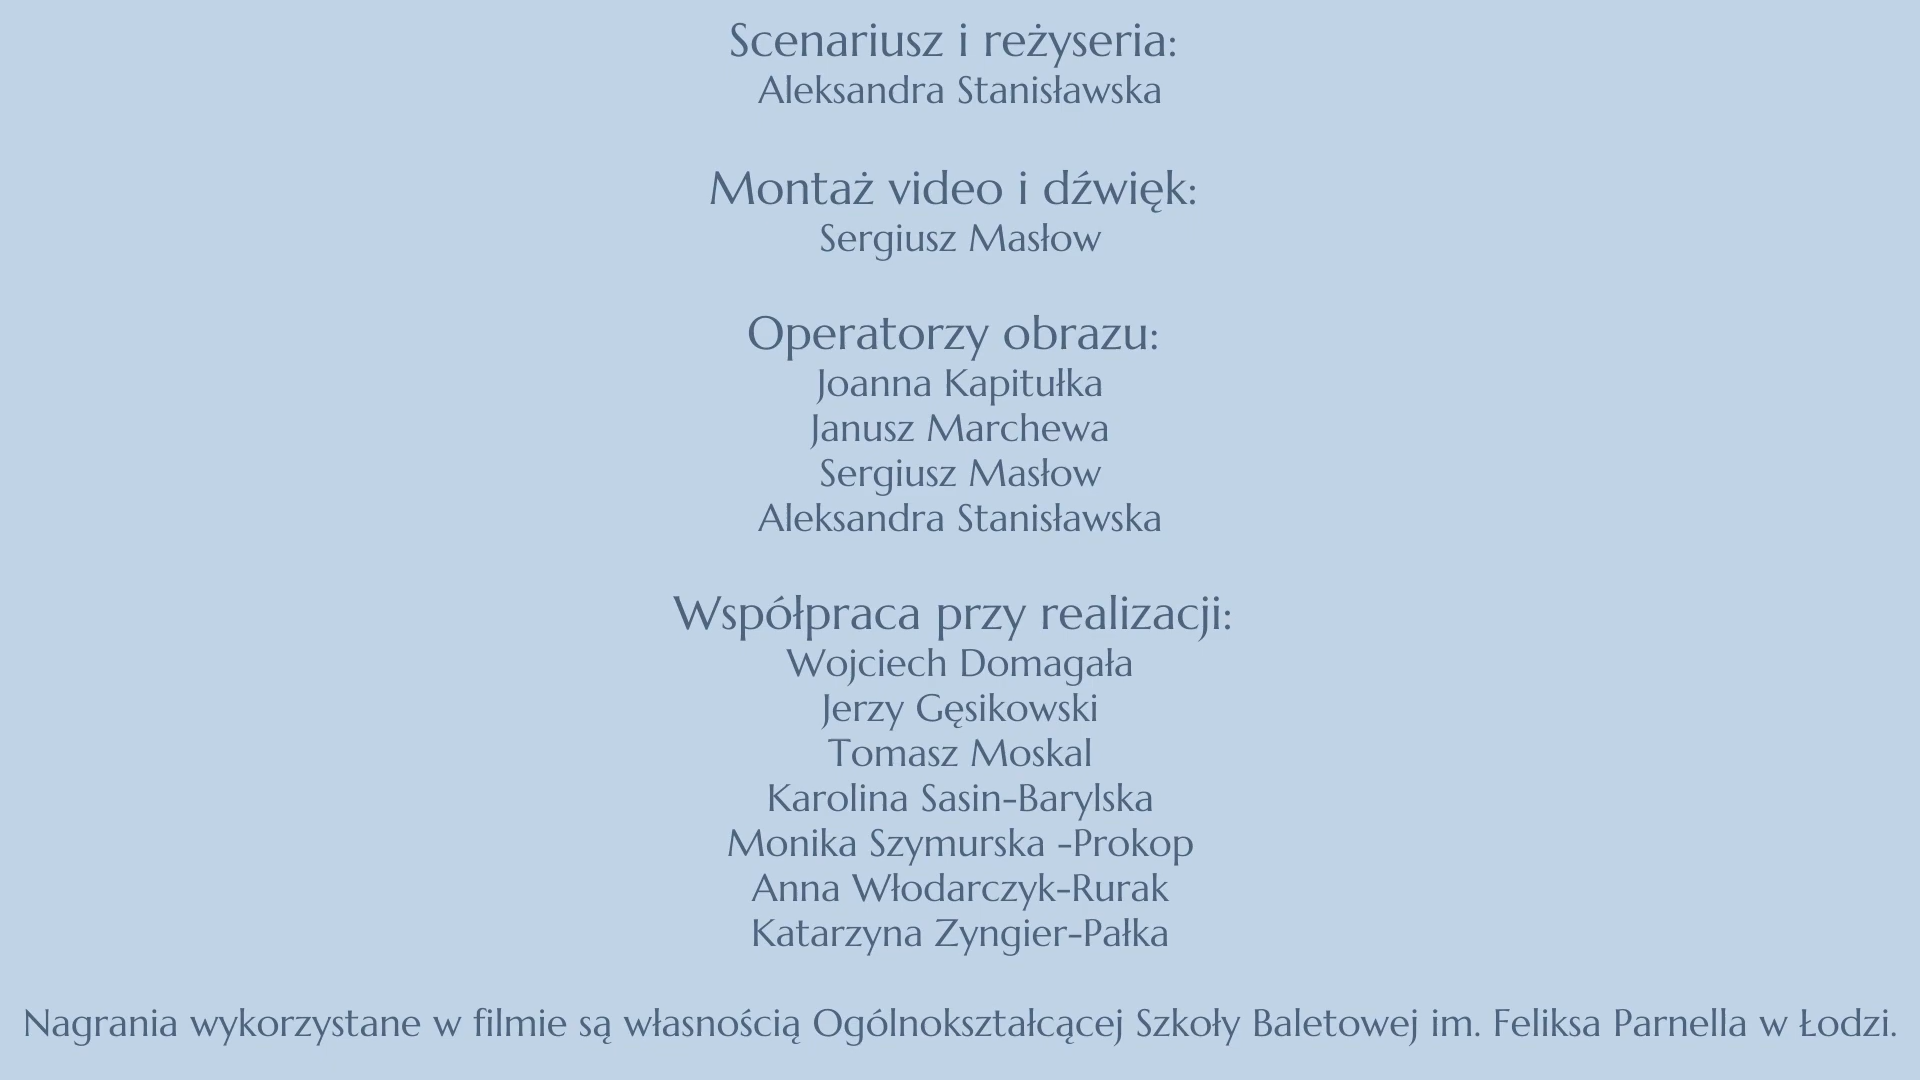 Scenariusz i reżyseria:
Aleksandra Stanisławska
Montaż video i dźwięk:
Sergiusz Masłow
Operatorzy obrazu:
Joanna Kapitułka
Janusz Marchewa
Sergiusz Masłow
Aleksandra Stanisławska
Współpraca przy realizacji:
Wojciech Domagała
Jerzy Gęsikowski
Tomasz Moskal
Karolina Sasin-Barylska
Monika Szymurska -Prokop
Anna Włodarczyk-Rurak
Katarzyna Zyngier-Pałka
Nagrania wykorzystane w filmie są własnością Ogólnokształcącej Szkoły Baletowej im. Feliksa Parnella w Łodzi.